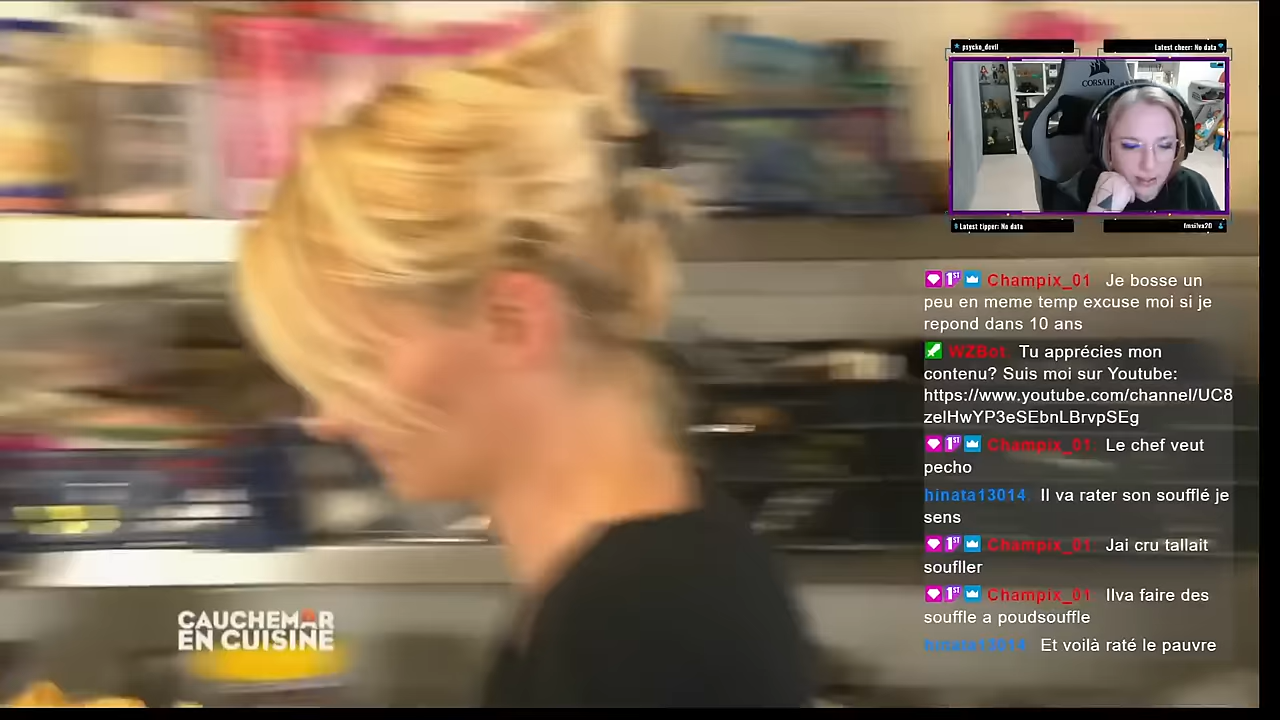 psycko_devil
Latest cheer: No data
CORSAIR
Latest tipper: No data
fmsilva20
Champix_01 Je bosse un
peu en meme temp excuse moi si je
repond dans 10 ans
WZBot: Tu apprécies mon
contenu? Suis moi sur Youtube:
https://www.youtube.com/channel/UC8
zelHwYP3eSEbnLBrvpSEg
Champix_01: Le chef veut
pecho
hinata13014: Il va rater son soufflé je
sens
Champix_01: Jai cru tallait
soufller
Champix_01: Ilva faire des
souffle a poudsouffle
hinata13014: Et voilà raté le pauvre
CAUCHEMAR
EN CUISINE